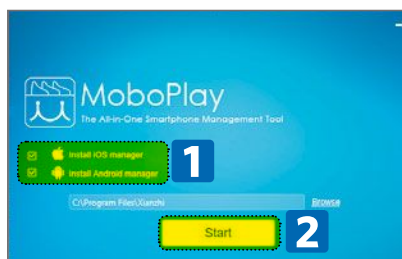 MoboPlay
The All-in-One Smartphone Management Tool
Install iOS manager
1
Install Android manager
C:\Program Files\Xianzhi
Browse
Start
2